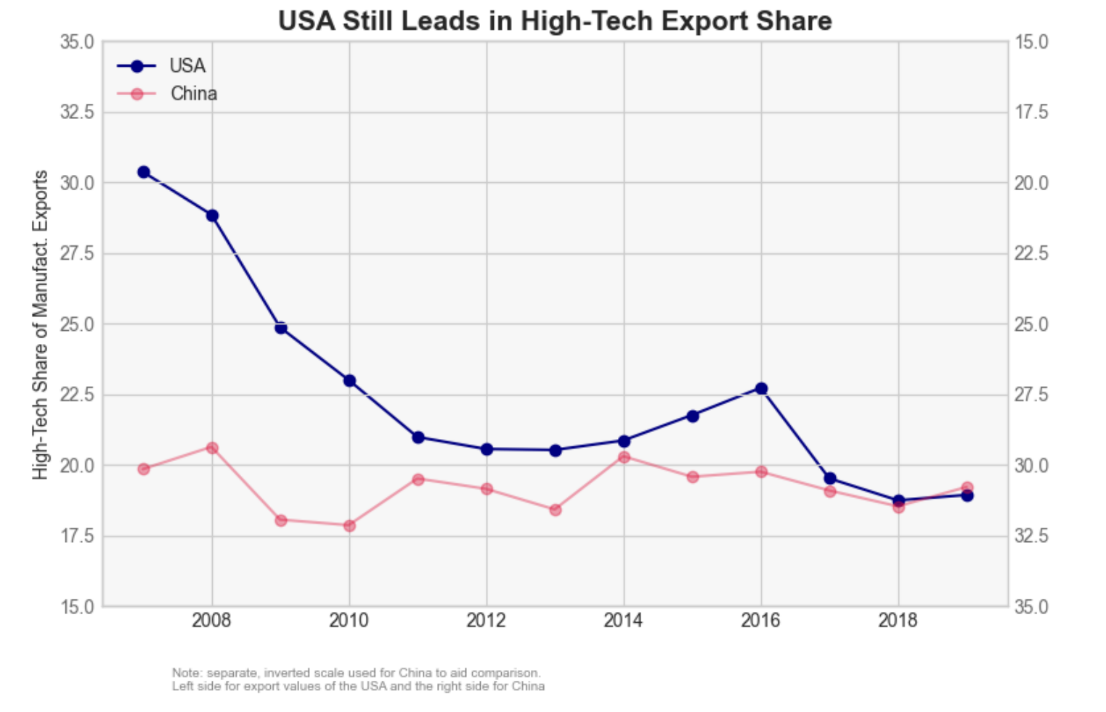 USA Still Leads in High-Tech Export Share
USA
China
High-Tech Share of Manufact. Exports
35.0
32.5
30.0
27.5
25.0
22.5
20.0
17.5
15.0
15.0
17.5
20.0
22.5
25.0
27.5
30.0
32.5
35.0
2008 2010 2012 2014 2016 2018
Note: separate, inverted scale used for China to aid comparison.
Left side for export values of the USA and the right side for China